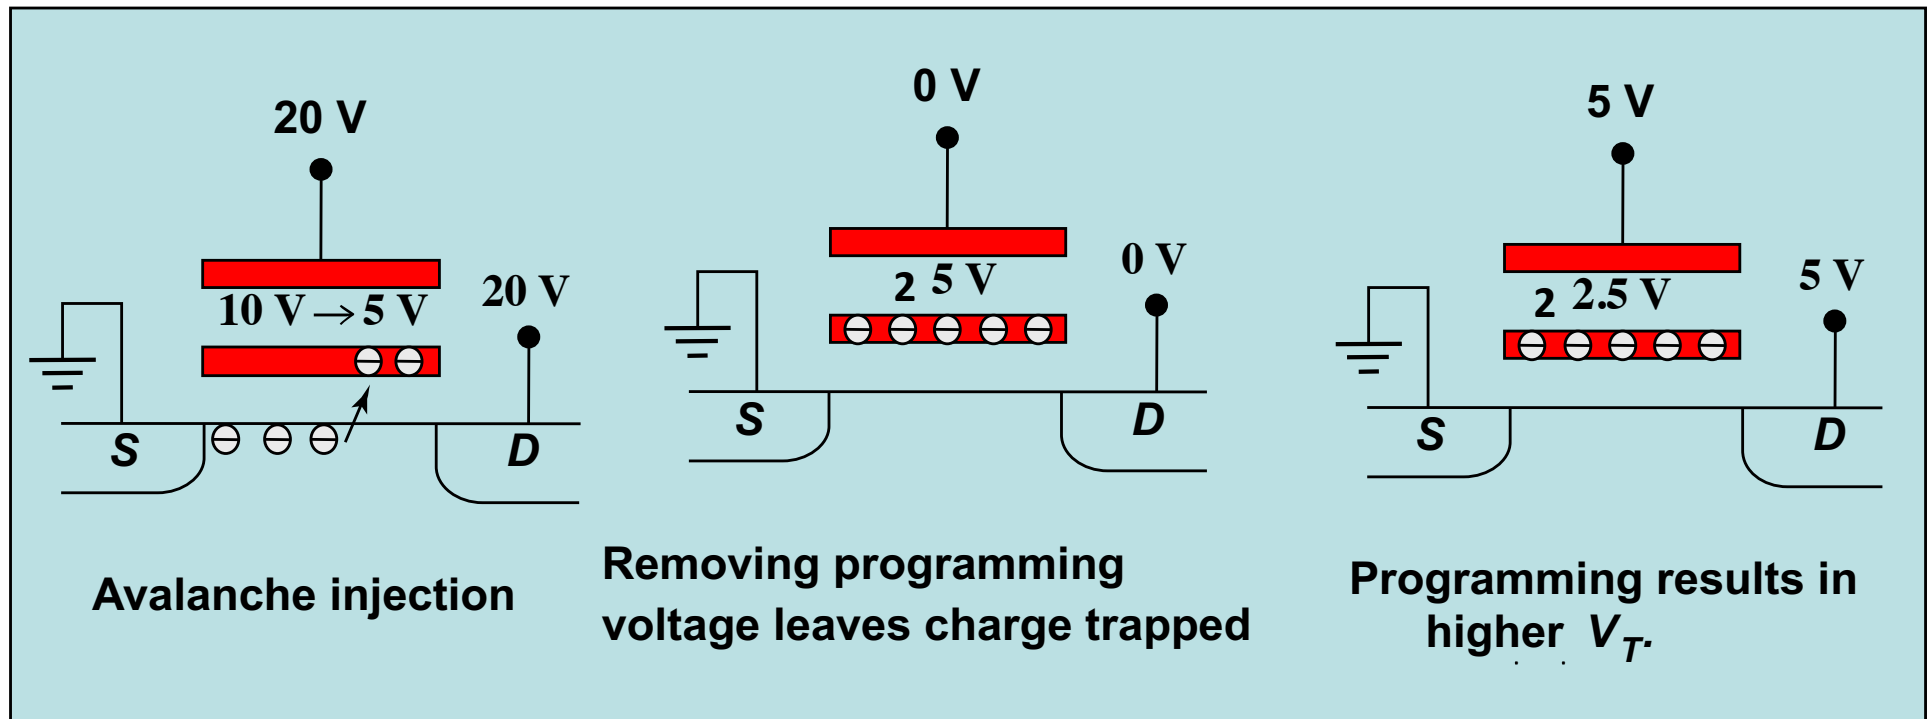 20 V
10 V → 5 V
20 V
S
D
Avalanche injection
0 V
2 5 V
0 V
S
D
Removing programming
voltage leaves charge trapped
5 V
2 2.5 V
5 V
S
D
Programming results in
higher VT.